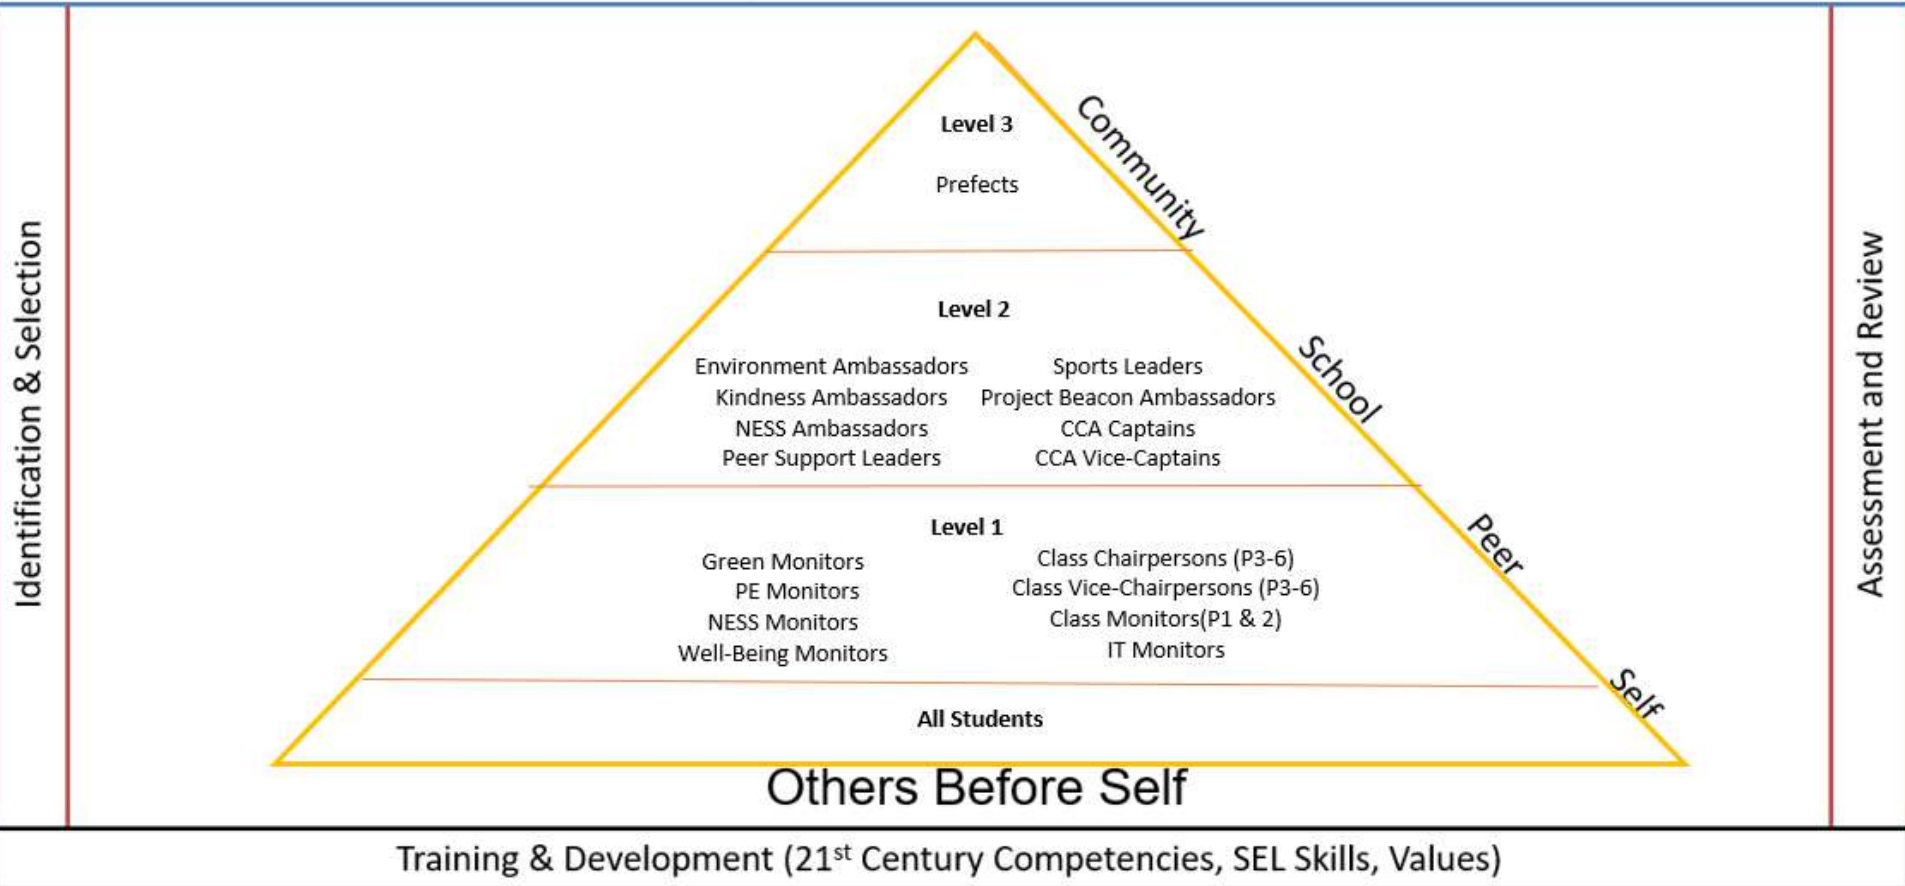 Identification & Selection
Level 3
Prefects
Community
Level 2
Environment Ambassadors
Kindness Ambassadors
NESS Ambassadors
Peer Support Leaders
Sports Leaders
Project Beacon Ambassadors
CCA Captains
CCA Vice-Captains
School
Level 1
Green Monitors
PE Monitors
NESS Monitors
Well-Being Monitors
Class Chairpersons (P3-6)
Class Vice-Chairpersons (P3-6)
Class Monitors(P1 & 2)
IT Monitors
Peer
All Students
Self
Others Before Self
Assessment and Review
Training & Development (21st Century Competencies, SEL Skills, Values)